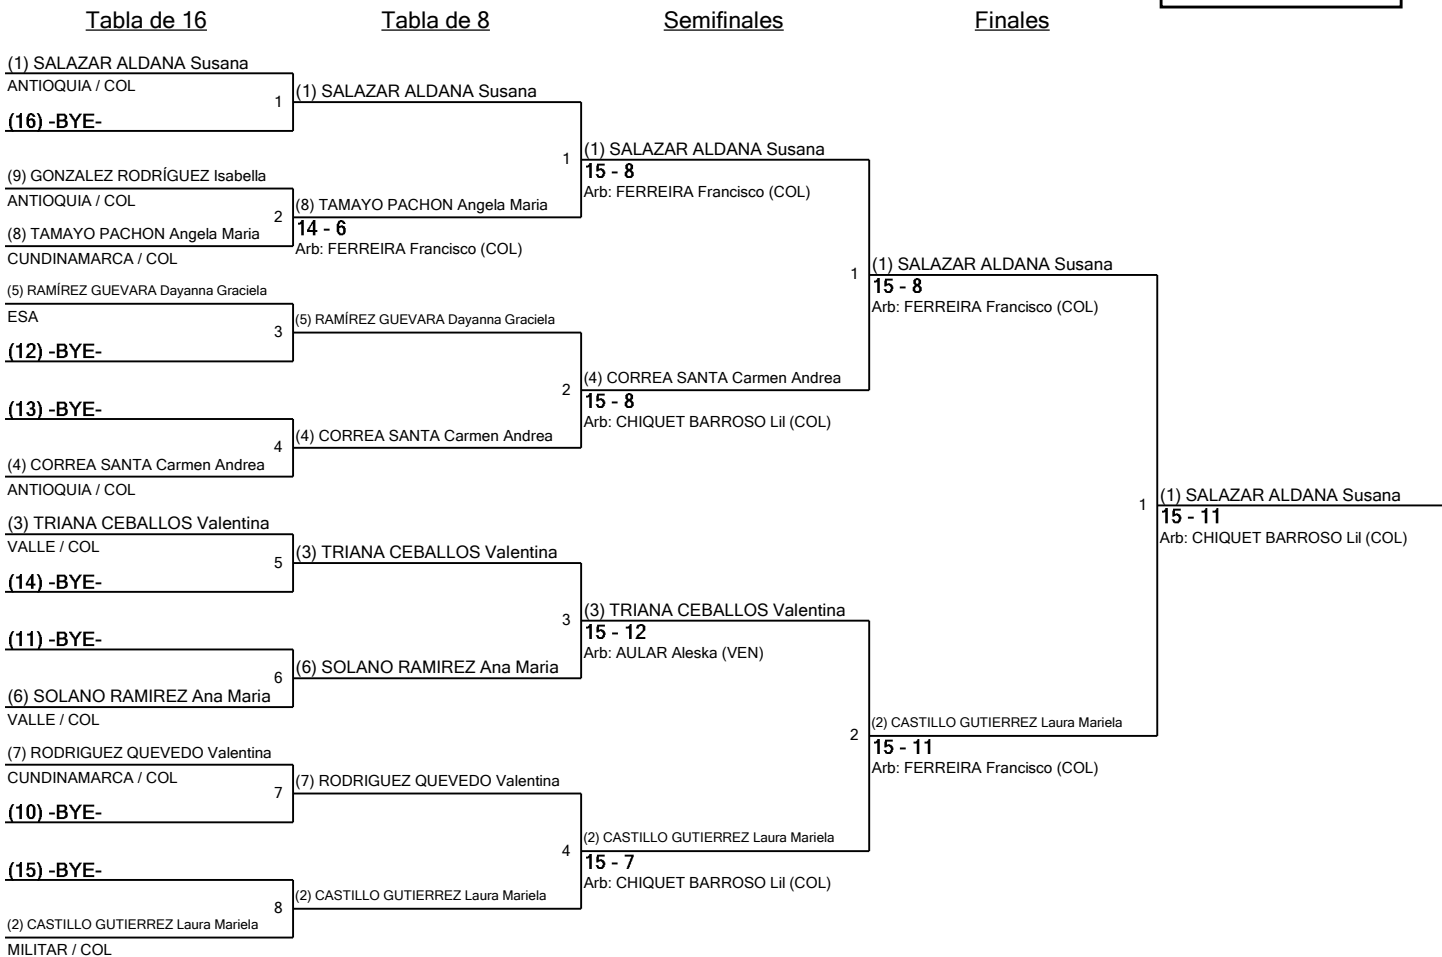 Tabla de 16
Tabla de 8
Semifinales
Finales
(1) SALAZAR ALDANA Susana
ANTIOQUIA / COL
1
(16) -BYE-
(9) GONZALEZ RODRÍGUEZ Isabella
ANTIOQUIA / COL
2
(8) TAMAYO PACHON Angela Maria
CUNDINAMARCA / COL
(5) RAMÍREZ GUEVARA Dayanna Graciela
ESA
3
(12) -BYE-
(13) -BYE-
4
(4) CORREA SANTA Carmen Andrea
ANTIOQUIA / COL
(3) TRIANA CEBALLOS Valentina
VALLE / COL
5
(14) -BYE-
(11) -BYE-
6
(6) SOLANO RAMIREZ Ana Maria
VALLE / COL
(7) RODRIGUEZ QUEVEDO Valentina
CUNDINAMARCA / COL
7
(10) -BYE-
(15) -BYE-
8
(2) CASTILLO GUTIERREZ Laura Mariela
MILITAR / COL
(1) SALAZAR ALDANA Susana
1
(8) TAMAYO PACHON Angela Maria
14 - 6
Arb: FERREIRA Francisco (COL)
(5) RAMÍREZ GUEVARA Dayanna Graciela
2
(4) CORREA SANTA Carmen Andrea
(3) TRIANA CEBALLOS Valentina
3
(6) SOLANO RAMIREZ Ana Maria
(7) RODRIGUEZ QUEVEDO Valentina
4
(2) CASTILLO GUTIERREZ Laura Mariela
(1) SALAZAR ALDANA Susana
15 - 8
Arb: FERREIRA Francisco (COL)
1
(4) CORREA SANTA Carmen Andrea
15 - 8
Arb: CHIQUET BARROSO Lil (COL)
(3) TRIANA CEBALLOS Valentina
15 - 12
Arb: AULAR Aleska (VEN)
2
(2) CASTILLO GUTIERREZ Laura Mariela
15 - 7
Arb: CHIQUET BARROSO Lil (COL)
(1) SALAZAR ALDANA Susana
15 - 8
Arb: FERREIRA Francisco (COL)
1
(2) CASTILLO GUTIERREZ Laura Mariela
15 - 11
Arb: FERREIRA Francisco (COL)
(1) SALAZAR ALDANA Susana
15 - 11
Arb: CHIQUET BARROSO Lil (COL)